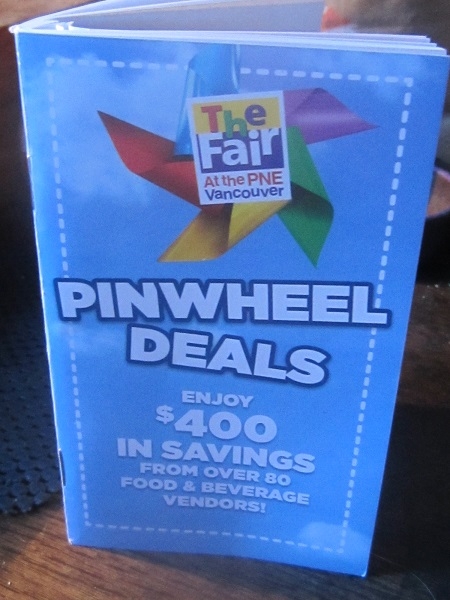 The
Fair
At the PNE
Vancouver
PINWHEEL
DEALS
ENJOY
$400
IN SAVINGS
FROM OVER 80
FOOD & BEVERAGE
VENDORS!